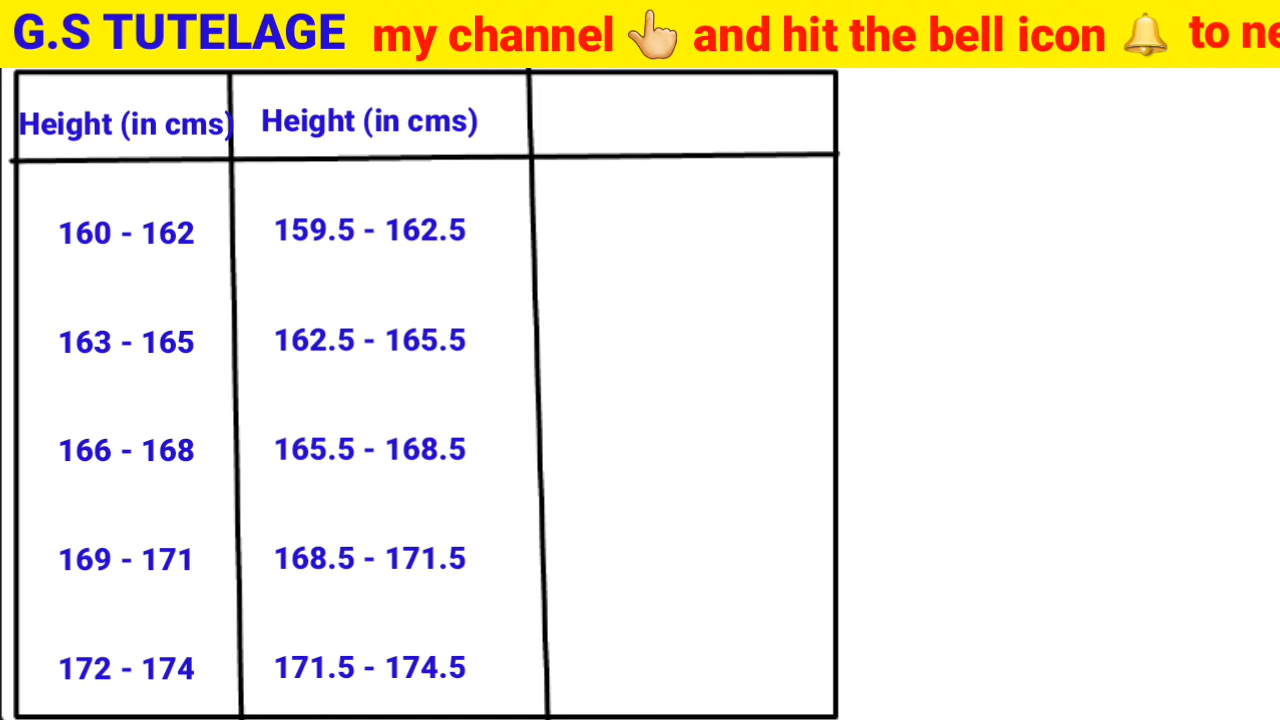 G.S TUTELAGE my channel 👆 and hit the bell icon 🔔 to ne
Height (in cms) Height (in cms)
160 - 162 159.5 - 162.5
163 - 165 162.5 - 165.5
166 - 168 165.5 - 168.5
169 - 171 168.5 - 171.5
172 - 174 171.5 - 174.5